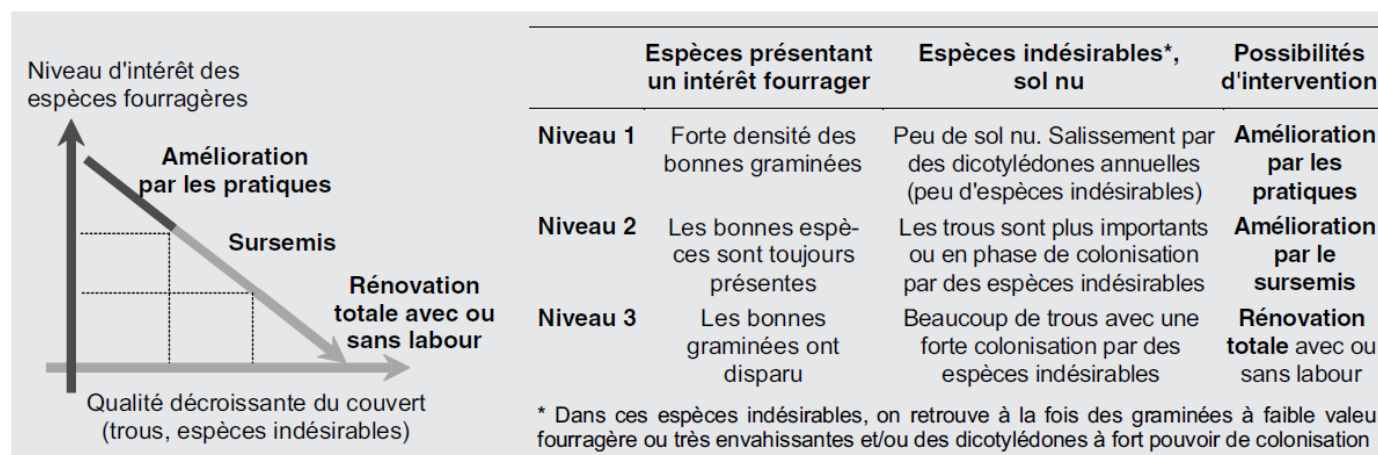 Niveau d'intérêt des
espèces fourragères
Amélioration
par les pratiques
Sursemis
Rénovation
totale avec ou
sans labour
Qualité décroissante du couvert
(trous, espèces indésirables)
Espèces présentant un intérêt fourrager
Espèces indésirables*, sol nu
Possibilités d'intervention
Niveau 1
Forte densité des
bonnes graminées
Peu de sol nu. Salissement par
des dicotylédones annuelles
(peu d'espèces indésirables)
Amélioration
par les
pratiques
Niveau 2
Les bonnes espè-
ces sont toujours
présentes
Les trous sont plus importants
ou en phase de colonisation
par des espèces indésirables
Amélioration
par le
sursemis
Niveau 3
Les bonnes
graminées ont
disparu
Beaucoup de trous avec une
forte colonisation par des
espèces indésirables
Rénovation
totale avec ou
sans labour
* Dans ces espèces indésirables, on retrouve à la fois des graminées à faible valeu
fourragère ou très envahissantes et/ou des dicotylédones à fort pouvoir de colonisation